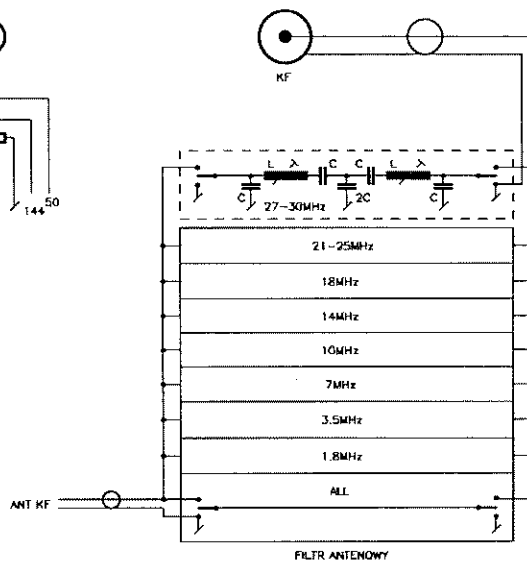 KF
50
144
L λ C C L λ
C 2C C
27-30MHz
21-25MHz
18MHz
14MHz
10MHz
7MHz
3.5MHz
1.8MHz
ALL
ANT KF
FILTR ANTENOWY